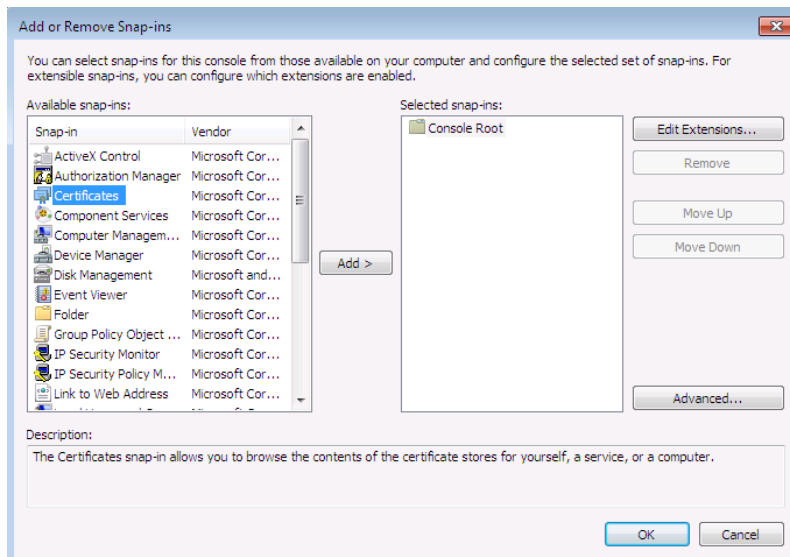 Add or Remove Snap-ins
You can select snap-ins for this console from those available on your computer and configure the selected set of snap-ins. For
extensible snap-ins, you can configure which extensions are enabled.
Available snap-ins:
Snap-in Vendor
ActiveX Control Microsoft Cor...
Authorization Manager Microsoft Cor...
Certificates Microsoft Cor...
Component Services Microsoft Cor...
Computer Managem... Microsoft Cor...
Device Manager Microsoft Cor...
Disk Management Microsoft and...
Event Viewer Microsoft Cor...
Folder Microsoft Cor...
Group Policy Object ... Microsoft Cor...
IP Security Monitor Microsoft Cor...
IP Security Policy M... Microsoft Cor...
Link to Web Address Microsoft Cor...
Add >
Selected snap-ins:
Console Root
Edit Extensions...
Remove
Move Up
Move Down
Advanced...
Description:
The Certificates snap-in allows you to browse the contents of the certificate stores for yourself, a service, or a computer.
OK
Cancel